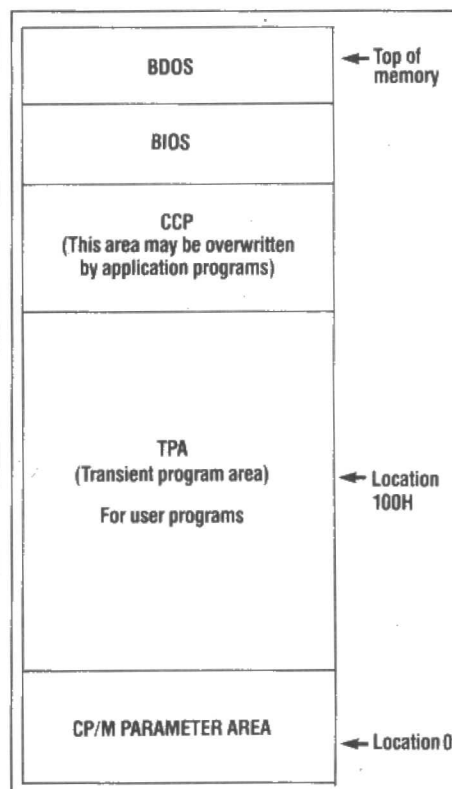 BDOS
Top of
memory
BIOS
CCP
(This area may be overwritten
by application programs)
TPA
(Transient program area)
For user programs
Location
100H
CP/M PARAMETER AREA
Location 0